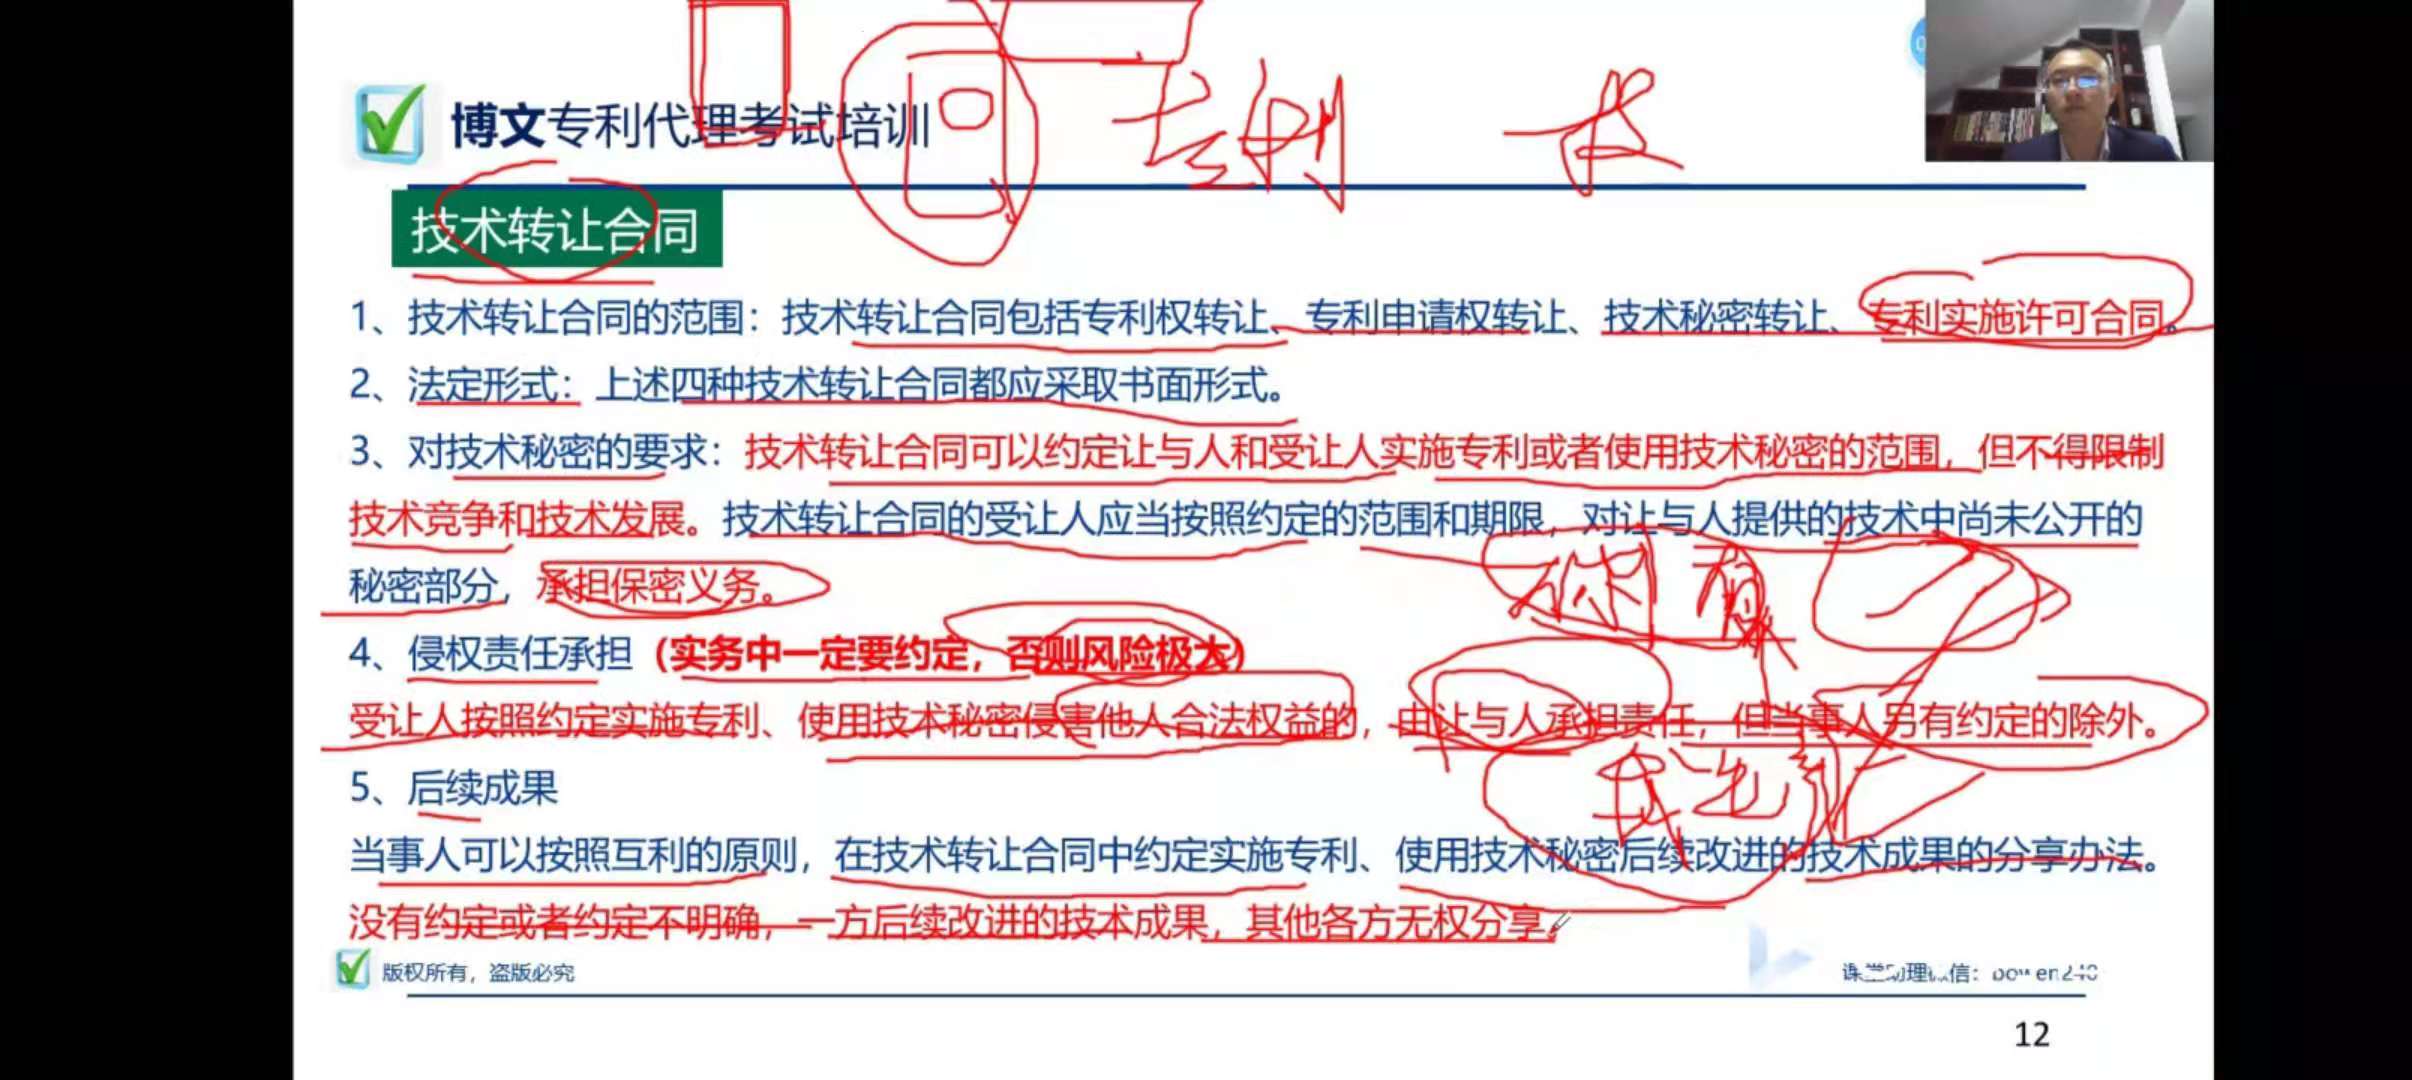 博文专利代理考试培训
专利 技
技术转让合同
1、技术转让合同的范围：技术转让合同包括专利权转让、专利申请权转让、技术秘密转让、专利实施许可合同。
2、法定形式：上述四种技术转让合同都应采取书面形式。
3、对技术秘密的要求：技术转让合同可以约定让与人和受让人实施专利或者使用技术秘密的范围，但不得限制
技术竞争和技术发展。技术转让合同的受让人应当按照约定的范围和期限，对让与人提供的技术中尚未公开的
秘密部分，承担保密义务。
4、侵权责任承担（实务中一定要约定，否则风险极大）
受让人按照约定实施专利、使用技术秘密侵害他人合法权益的，由让与人承担责任，但当事人另有约定的除外。
5、后续成果
当事人可以按照互利的原则，在技术转让合同中约定实施专利、使用技术秘密后续改进的技术成果的分享办法。
没有约定或者约定不明确，一方后续改进的技术成果，其他各方无权分享。
版权所有，盗版必究
课堂助理微信：bowen240
12